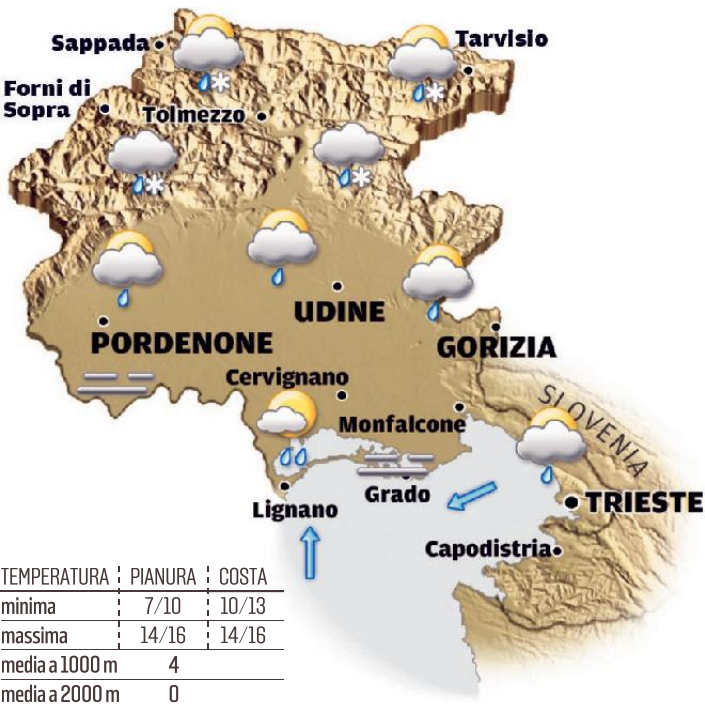 Sappada
Tarvisio
Forni di
Sopra
Tolmezzo
UDINE
PORDENONE
GORIZIA
Cervignano
SLOVENIA
Monfalcone
Grado
Lignano
TRIESTE
Capodistria
TEMPERATURA PIANURA COSTA
minima 7/10 10/13
massima 14/16 14/16
media a 1000 m 4
media a 2000 m 0